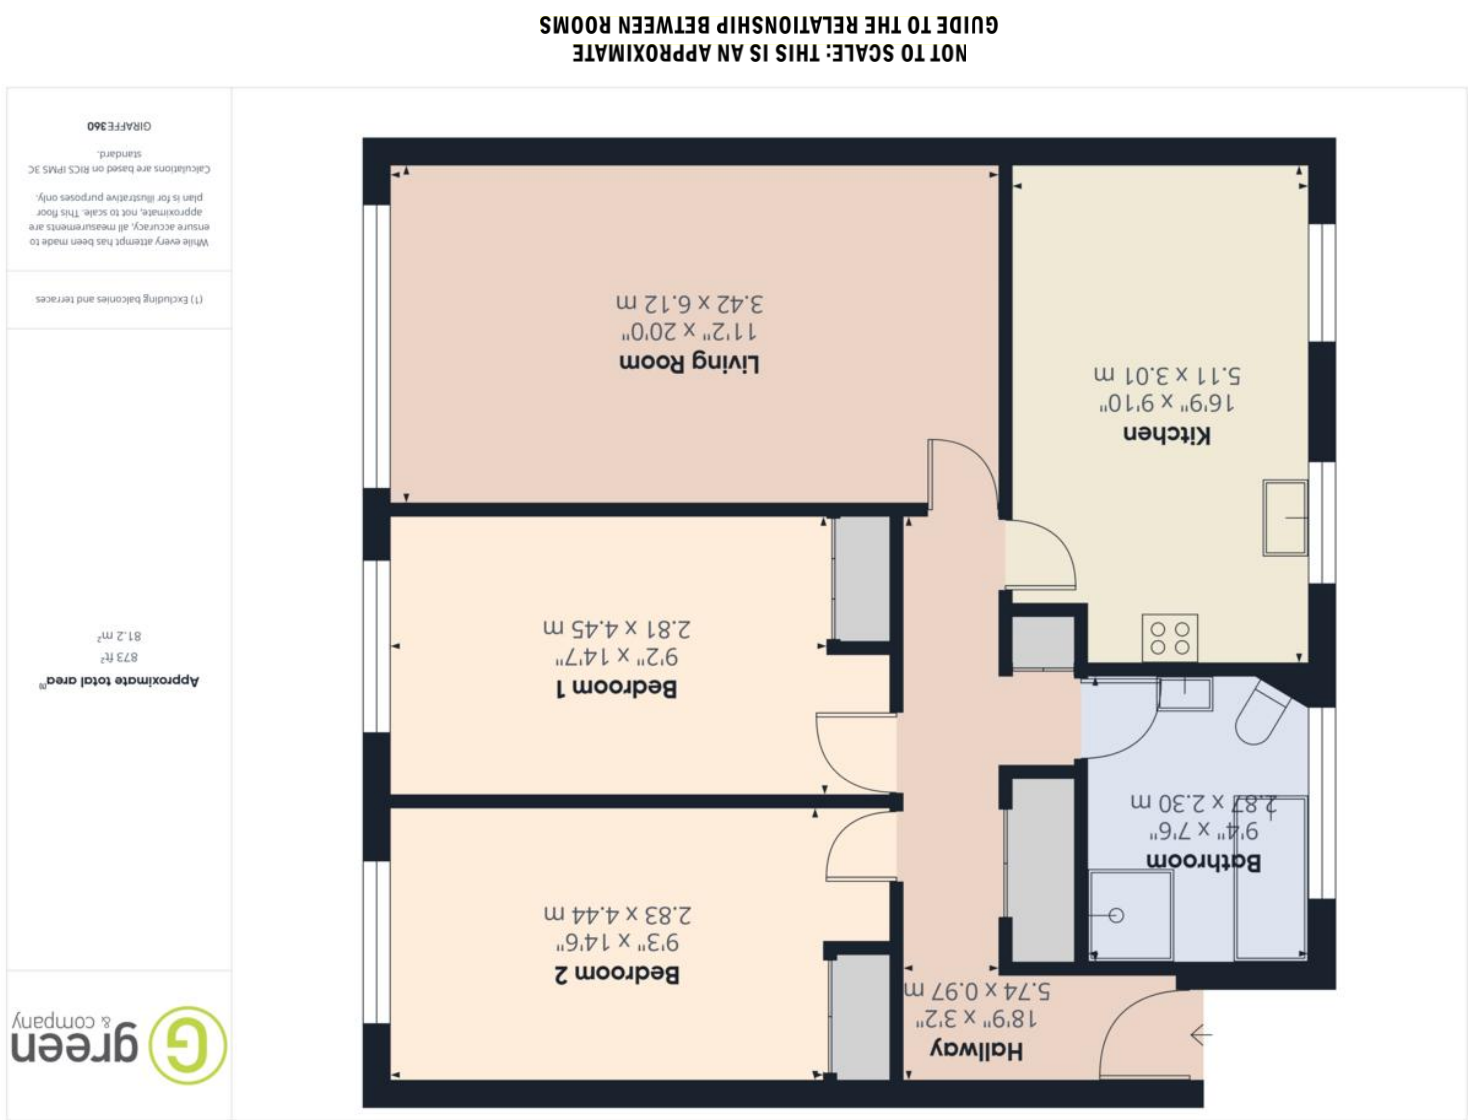 Hallway
18'9" x 3'2"
5.74 x 0.97 m
Bedroom 2
9'3" x 14'6"
2.83 x 4.44 m
Bathroom
9'4" x 7'6"
2.87 x 2.30 m
Bedroom 1
9'2" x 14'7"
2.81 x 4.45 m
Kitchen
16'9" x 9'10"
5.11 x 3.01 m
Living Room
11'2" x 20'0"
3.42 x 6.12 m
G green
& company
Approximate total area(1)
873 ft²
81.2 m²
(1) Excluding balconies and terraces
While every attempt has been made to
ensure accuracy, all measurements are
approximate, not to scale. This floor
plan is for illustrative purposes only.
Calculations are based on RICS IPMS 3C
standard.
GIRAFFE360
NOT TO SCALE: THIS IS AN APPROXIMATE
GUIDE TO THE RELATIONSHIP BETWEEN ROOMS